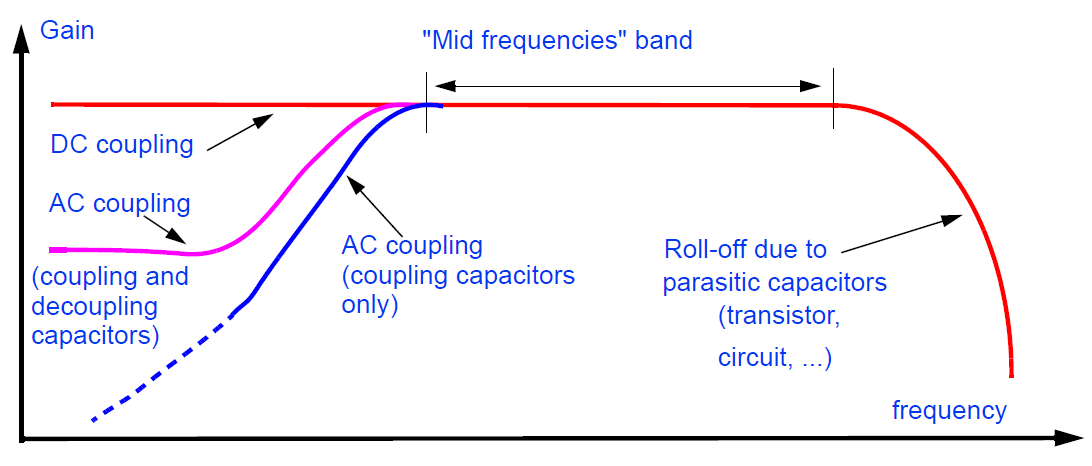 Gain
"Mid frequencies" band
DC coupling
AC coupling
(coupling and
decoupling
capacitors)
AC coupling
(coupling capacitors
only)
Roll-off due to
parasitic capacitors
(transistor,
circuit, ...)
frequency